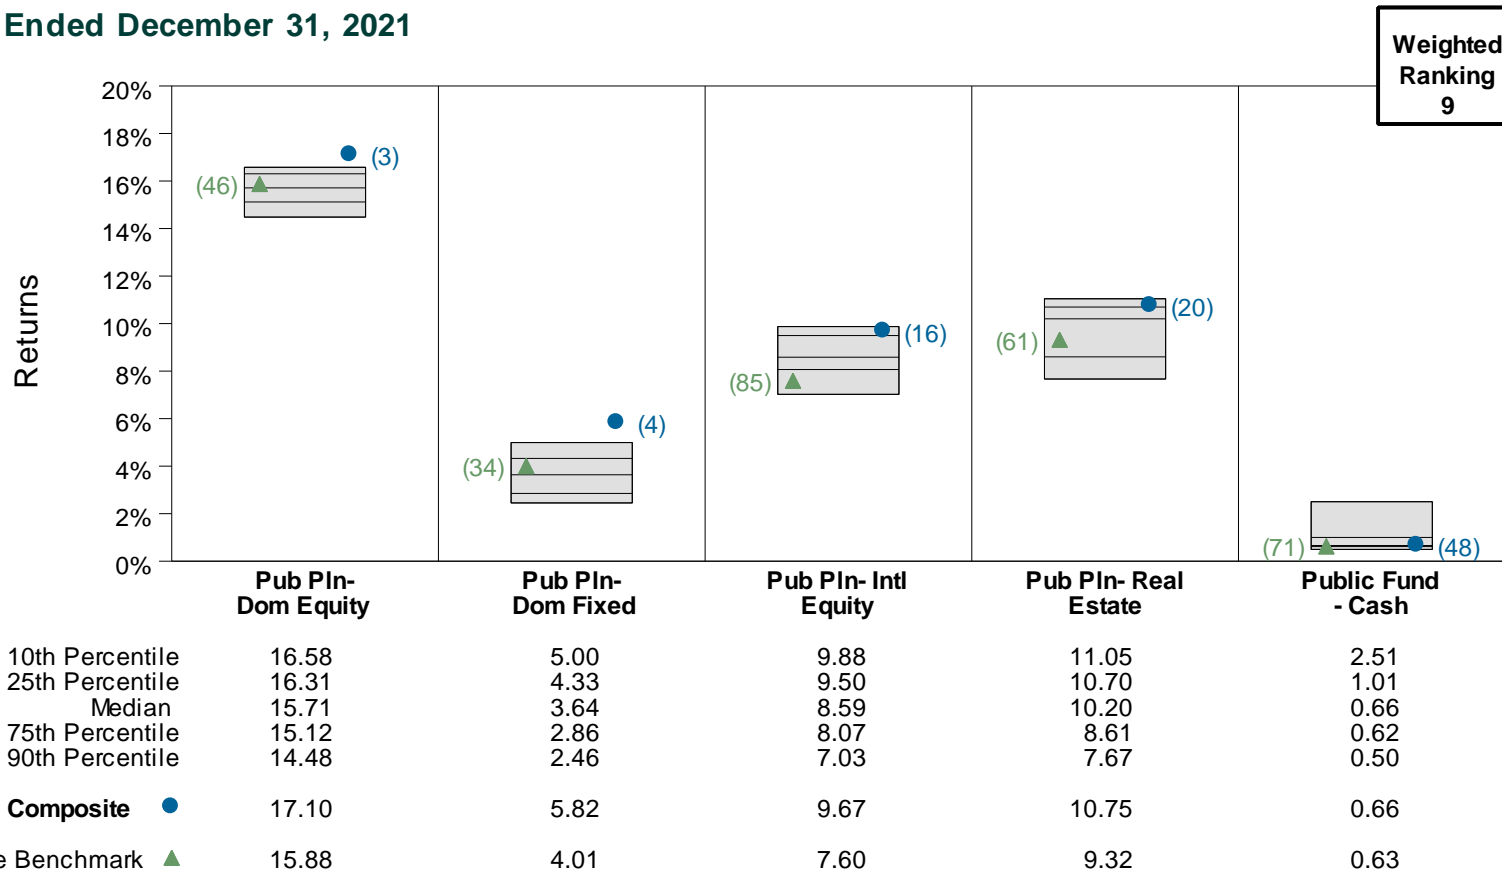 Ended December 31, 2021
Weighted
Ranking
9
Returns
20%
18%
16%
14%
12%
10%
8%
6%
4%
2%
0%
(3)
(46)
(4)
(34)
(16)
(85)
(20)
(61)
(48)
(71)
Pub Pln- Dom Equity
Pub Pln- Dom Fixed
Pub Pln- Intl Equity
Pub Pln- Real Estate
Public Fund - Cash
10th Percentile 16.58 5.00 9.88 11.05 2.51
25th Percentile 16.31 4.33 9.50 10.70 1.01
Median 15.71 3.64 8.59 10.20 0.66
75th Percentile 15.12 2.86 8.07 8.61 0.62
90th Percentile 14.48 2.46 7.03 7.67 0.50
Composite 17.10 5.82 9.67 10.75 0.66
e Benchmark 15.88 4.01 7.60 9.32 0.63